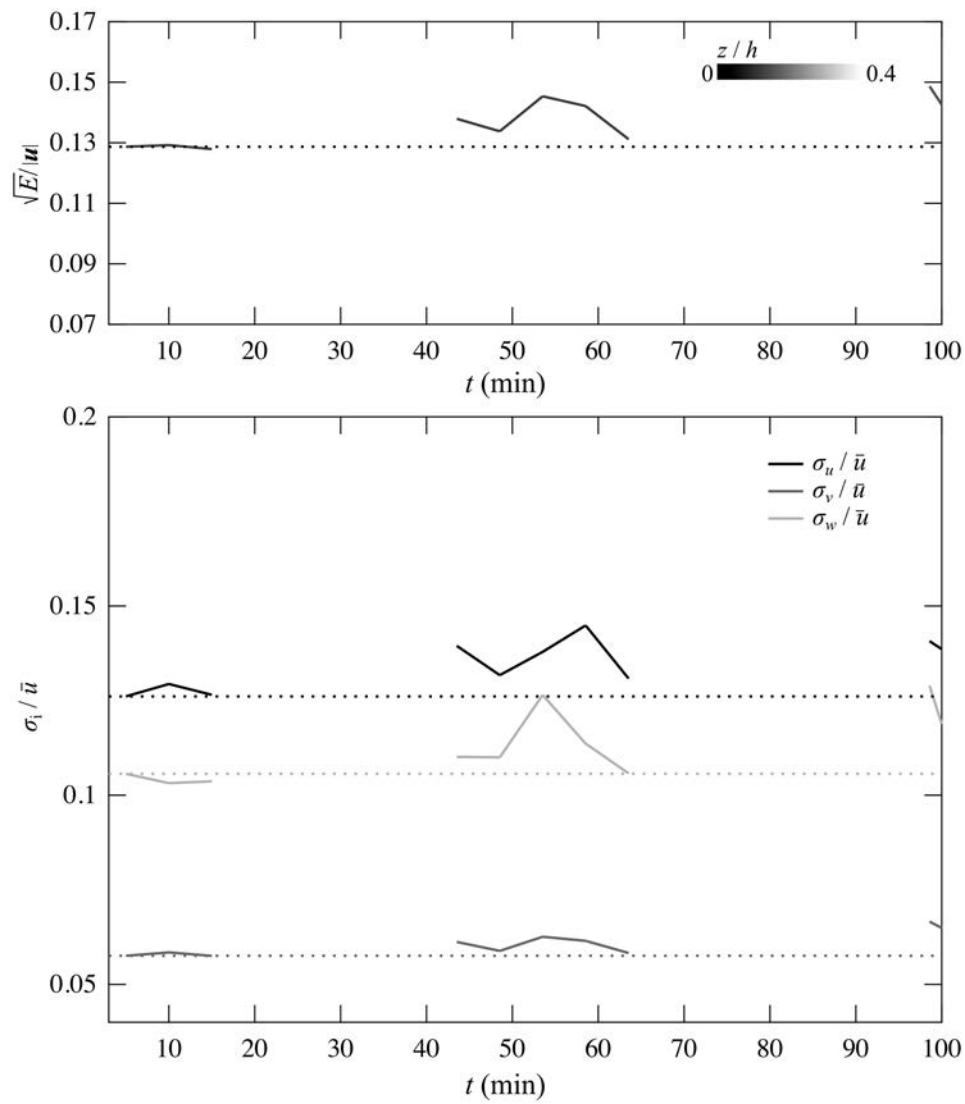 0.17
z / h
0 0.4
0.15
0.13
0.11
0.09
0.07
√E/|u|
10 20 30 40 50 60 70 80 90 100
t (min)
0.2
σu / ū
σv / ū
σw / ū
0.15
0.1
0.05
σi / ū
10 20 30 40 50 60 70 80 90 100
t (min)